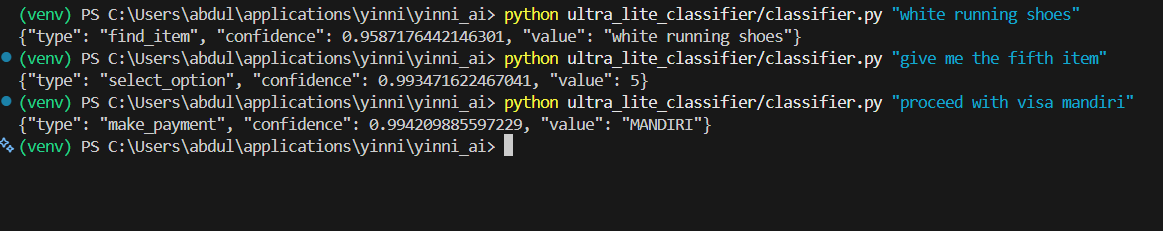 (venv) PS C:\Users\abdul\applications\yinni\yinni_ai> python ultra_lite_classifier/classifier.py "white running shoes"
{"type": "find_item", "confidence": 0.9587176442146301, "value": "white running shoes"}
(venv) PS C:\Users\abdul\applications\yinni\yinni_ai> python ultra_lite_classifier/classifier.py "give me the fifth item"
{"type": "select_option", "confidence": 0.993471622467041, "value": 5}
(venv) PS C:\Users\abdul\applications\yinni\yinni_ai> python ultra_lite_classifier/classifier.py "proceed with visa mandiri"
{"type": "make_payment", "confidence": 0.994209885597229, "value": "MANDIRI"}
(venv) PS C:\Users\abdul\applications\yinni\yinni_ai>